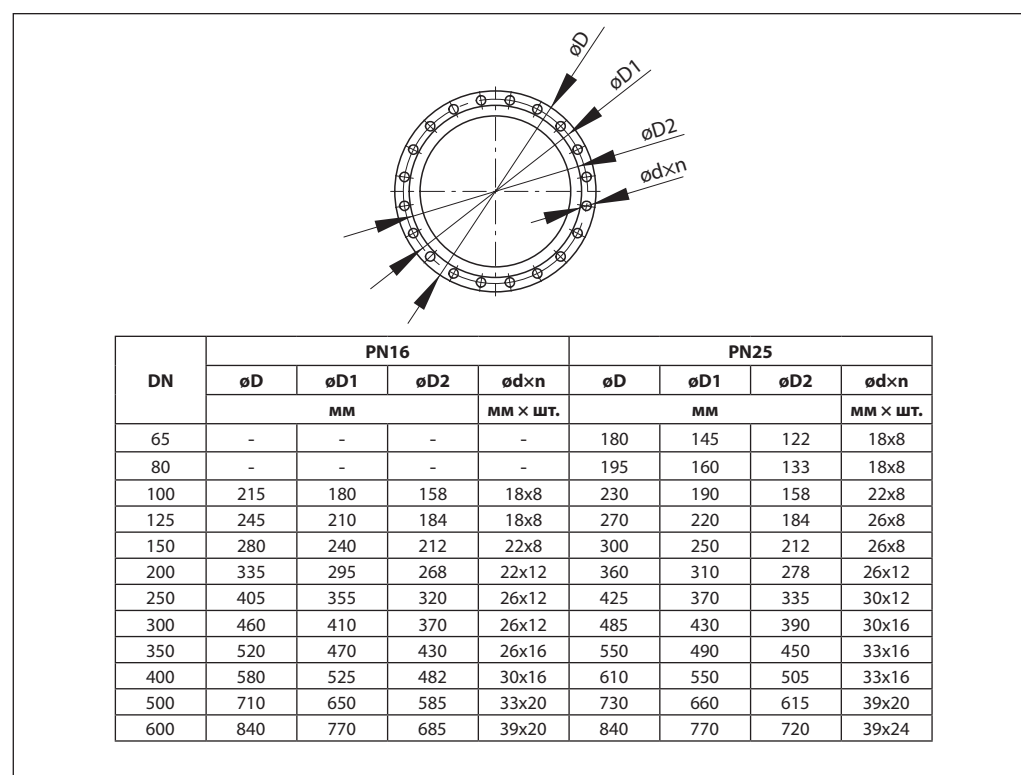 øD
øD1
øD2
ød×n
DN PN16 PN25
øD øD1 øD2 ød×n øD øD1 øD2 ød×n
мм мм × шт. мм мм × шт.
65 - - - - 180 145 122 18x8
80 - - - - 195 160 133 18x8
100 215 180 158 18x8 230 190 158 22x8
125 245 210 184 18x8 270 220 184 26x8
150 280 240 212 22x8 300 250 212 26x8
200 335 295 268 22x12 360 310 278 26x12
250 405 355 320 26x12 425 370 335 30x12
300 460 410 370 26x12 485 430 390 30x16
350 520 470 430 26x16 550 490 450 33x16
400 580 525 482 30x16 610 550 505 33x16
500 710 650 585 33x20 730 660 615 39x20
600 840 770 685 39x20 840 770 720 39x24